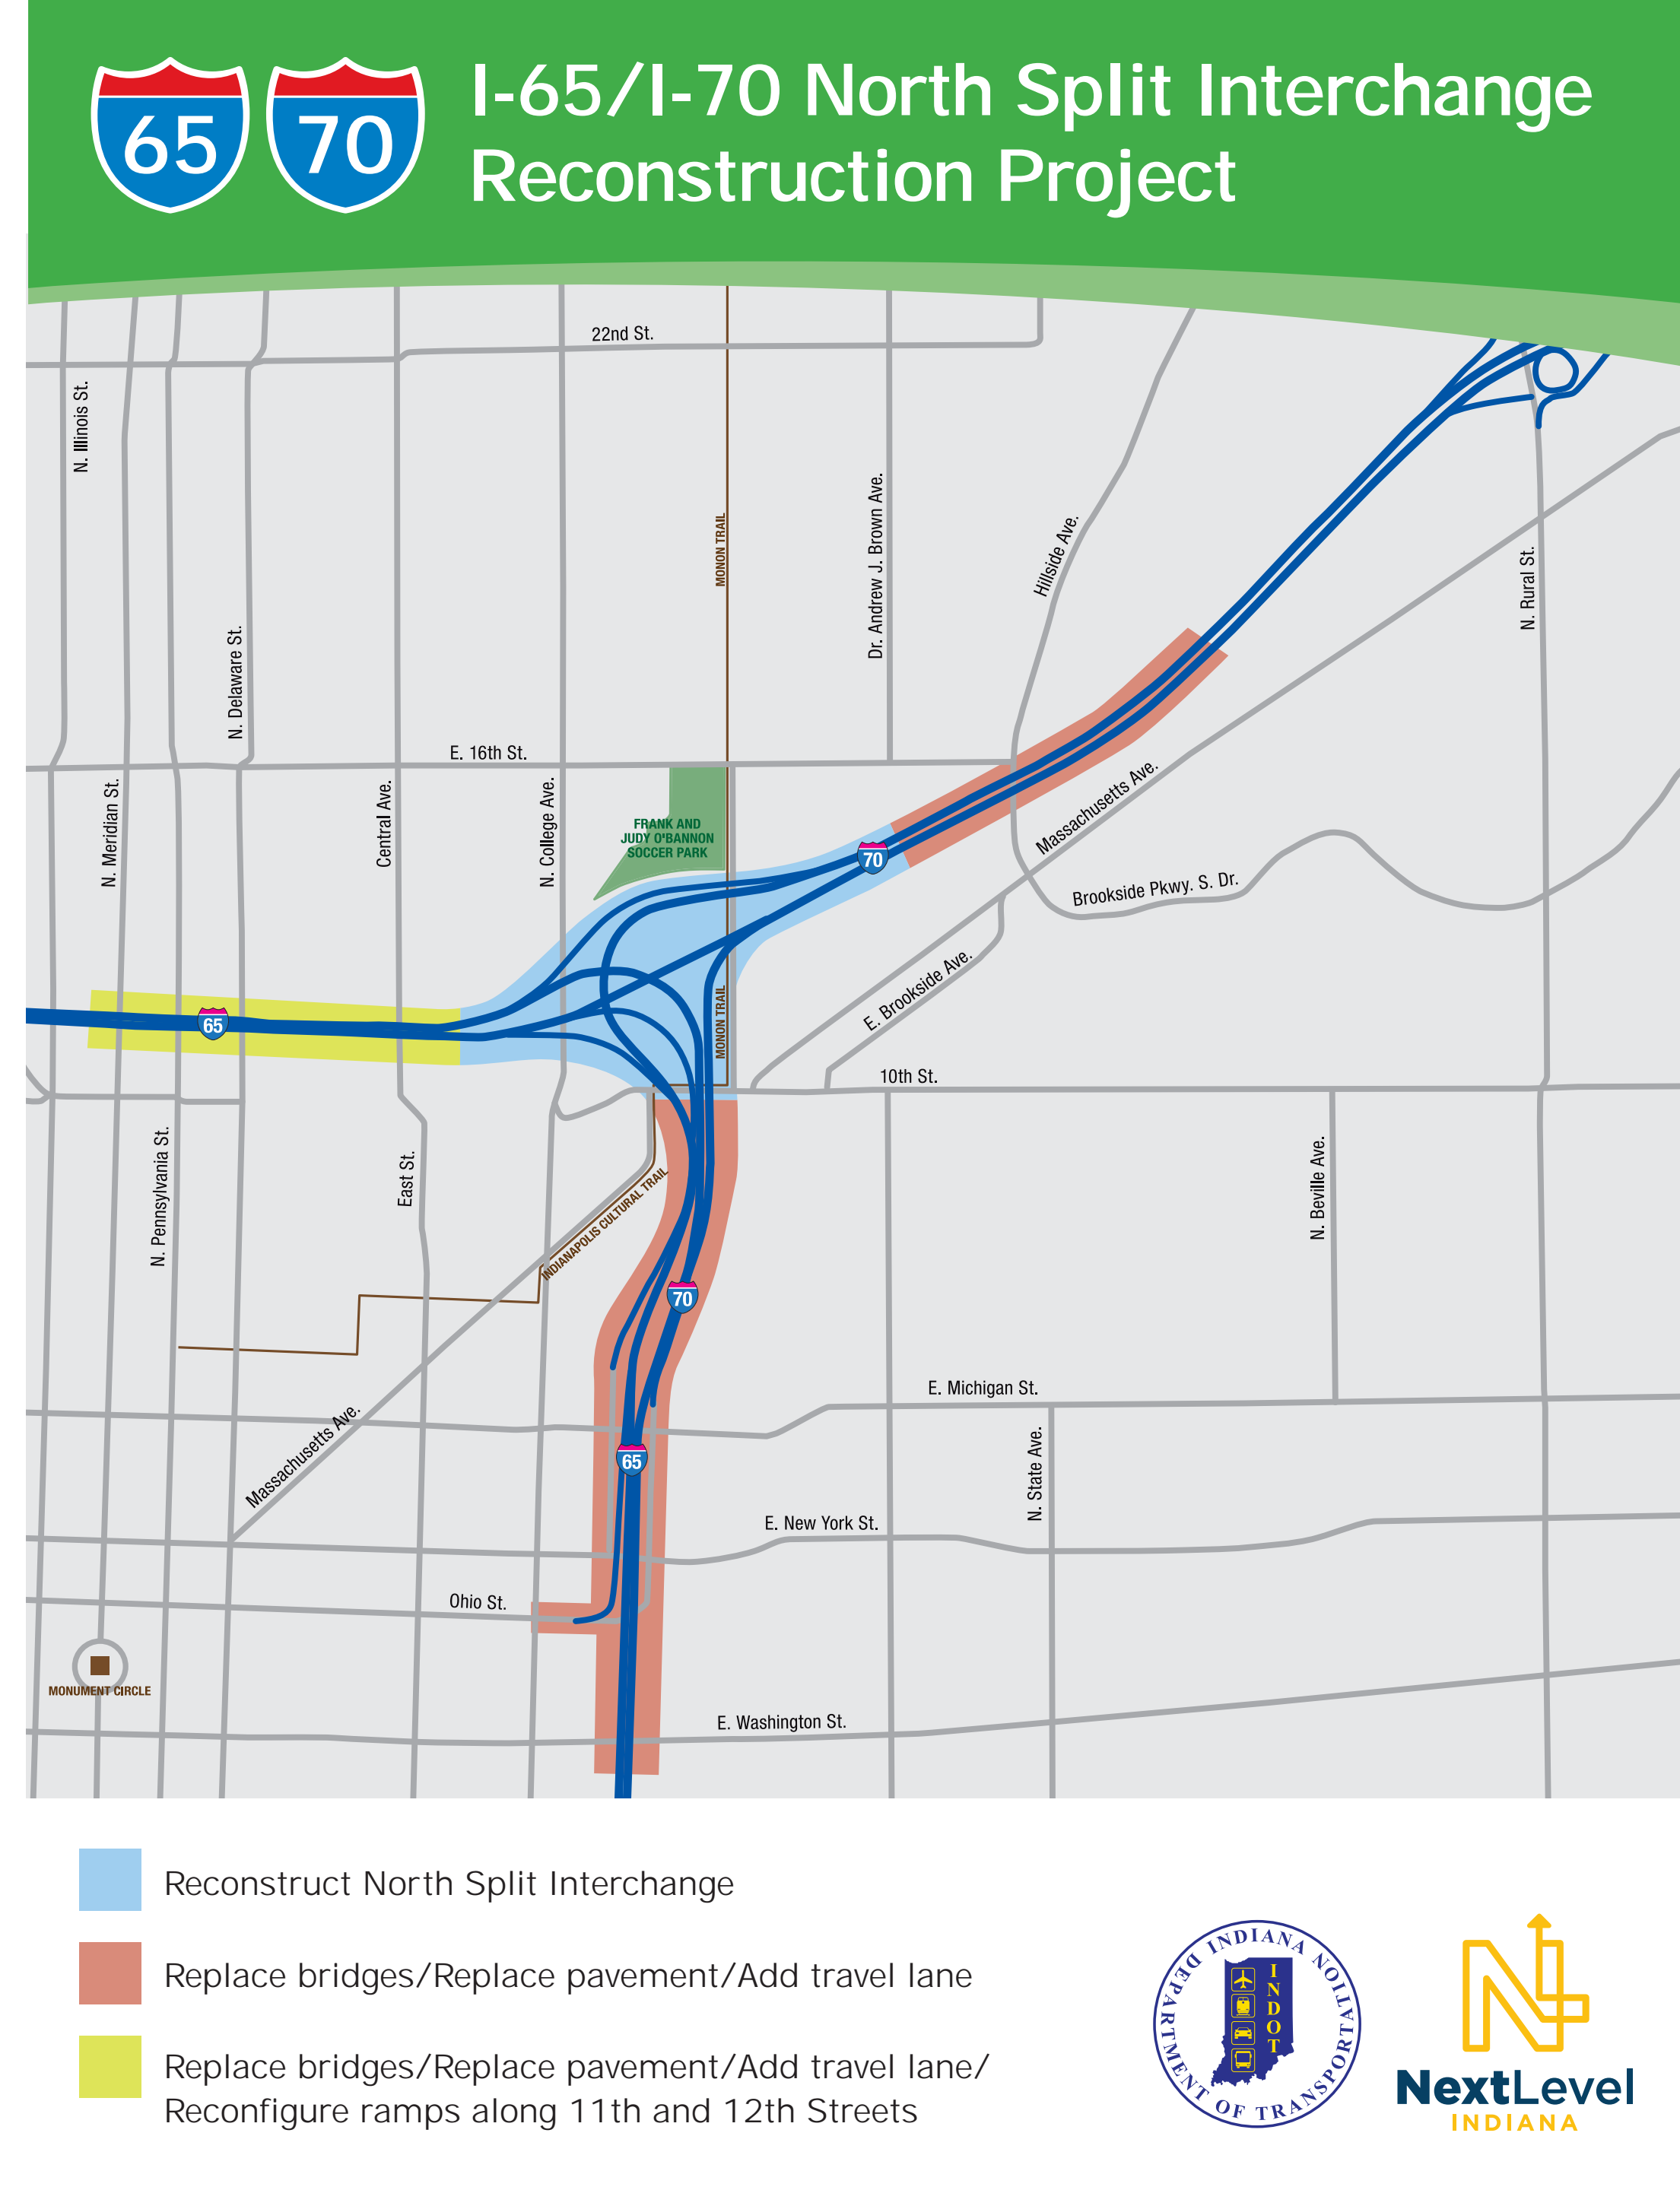 65
70
I-65/I-70 North Split Interchange
Reconstruction Project
22nd St.
N. Illinois St.
MONON TRAIL
Dr. Andrew J. Brown Ave.
Hillside Ave.
N. Rural St.
N. Delaware St.
E. 16th St.
N. Meridian St.
Central Ave.
N. College Ave.
FRANK AND
JUDY O'BANNON
SOCCER PARK
70
Massachusetts Ave.
Brookside Pkwy. S. Dr.
E. Brookside Ave.
65
MONON TRAIL
10th St.
N. Pennsylvania St.
East St.
INDIANAPOLIS CULTURAL TRAIL
N. Beville Ave.
70
E. Michigan St.
Massachusetts Ave.
65
N. State Ave.
E. New York St.
Ohio St.
MONUMENT CIRCLE
E. Washington St.
Reconstruct North Split Interchange
Replace bridges/Replace pavement/Add travel lane
Replace bridges/Replace pavement/Add travel lane/
Reconfigure ramps along 11th and 12th Streets
INDIANA DEPARTMENT OF TRANSPORTATION
INDOT
NextLevel
INDIANA